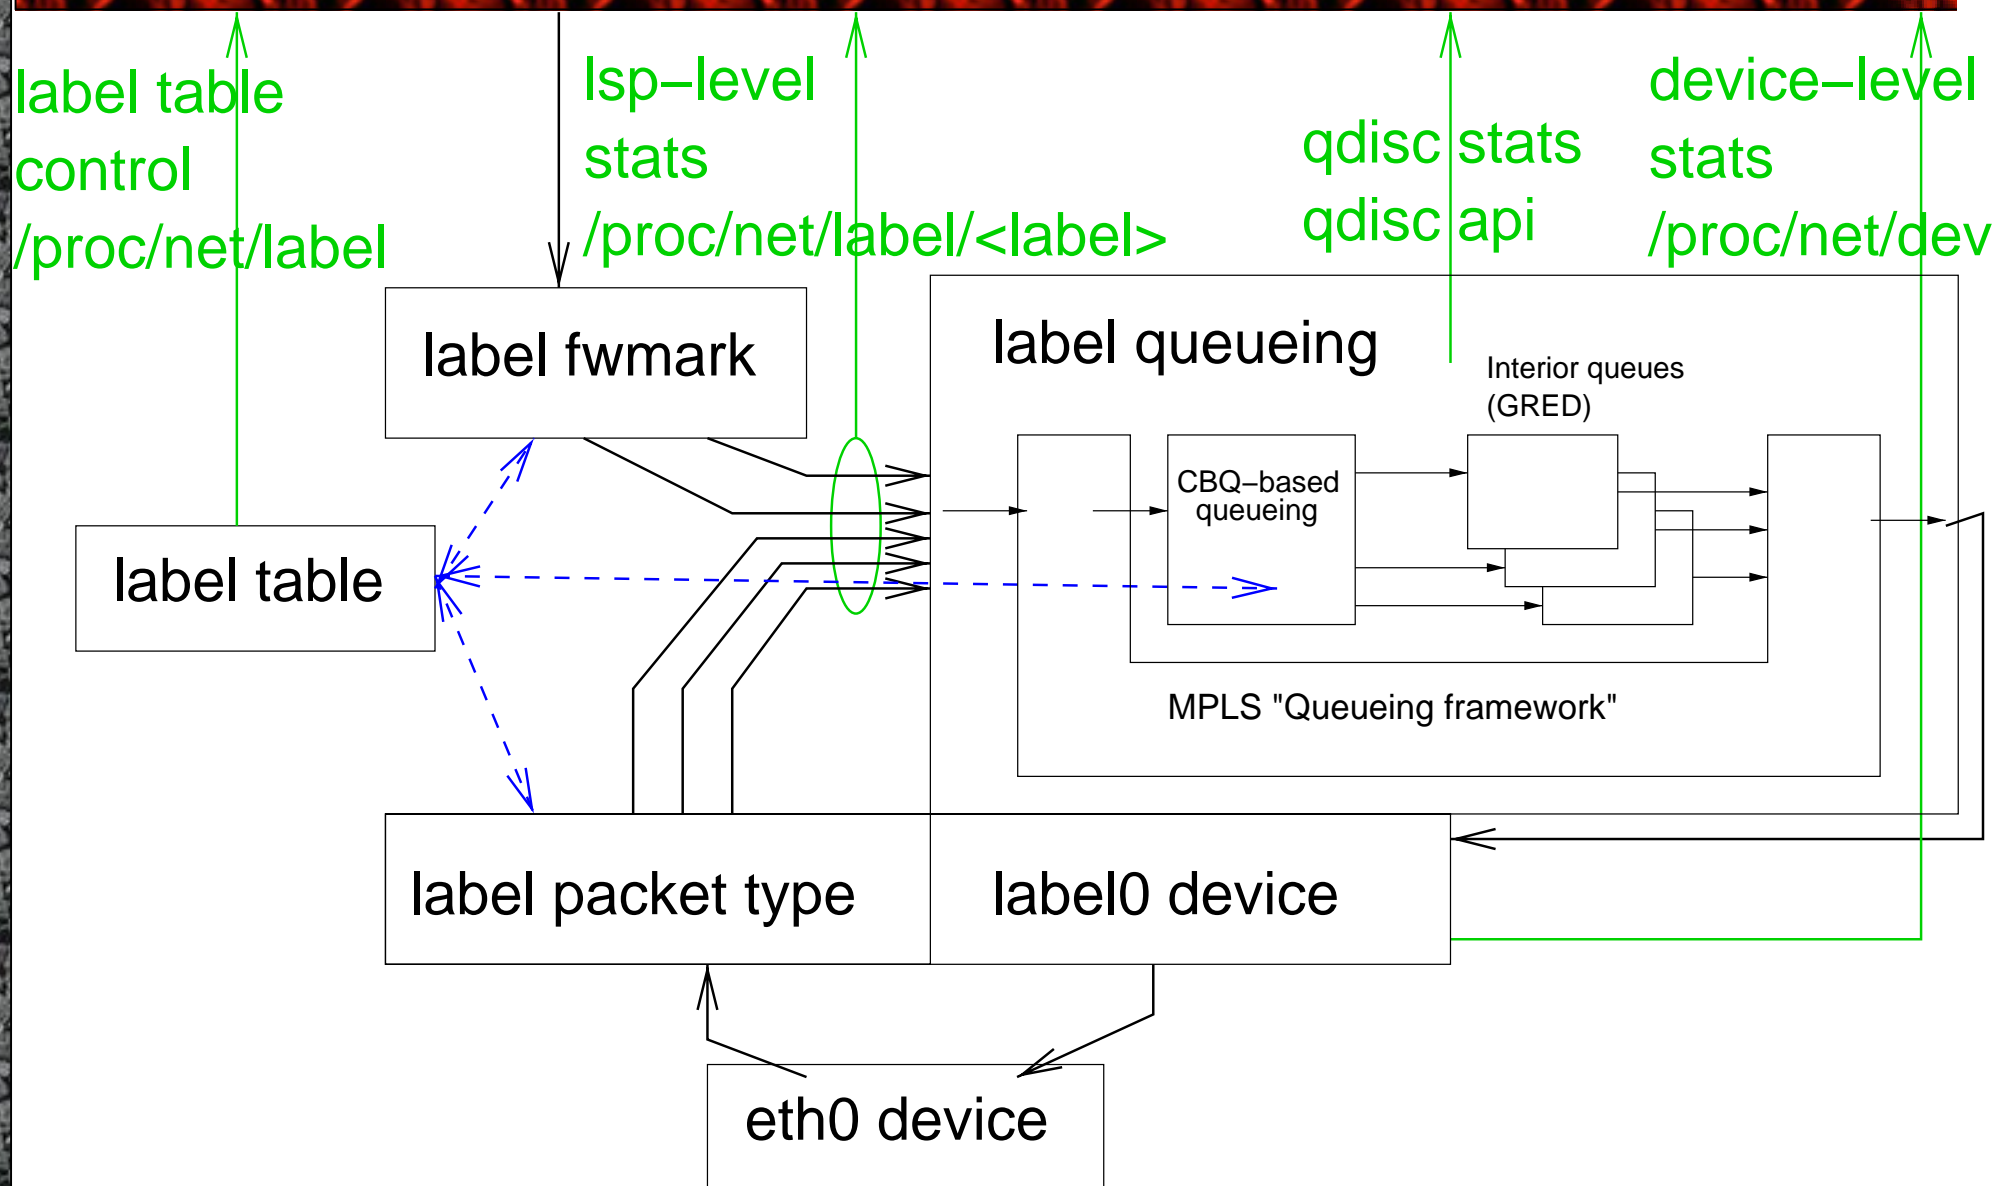 label table
control
/proc/net/label
lsp–level
stats
/proc/net/label/<label>
qdisc stats
qdisc api
device–level
stats
/proc/net/dev
label fwmark
label queueing
Interior queues
(GRED)
CBQ–based
queueing
label table
MPLS "Queueing framework"
label packet type
label0 device
eth0 device